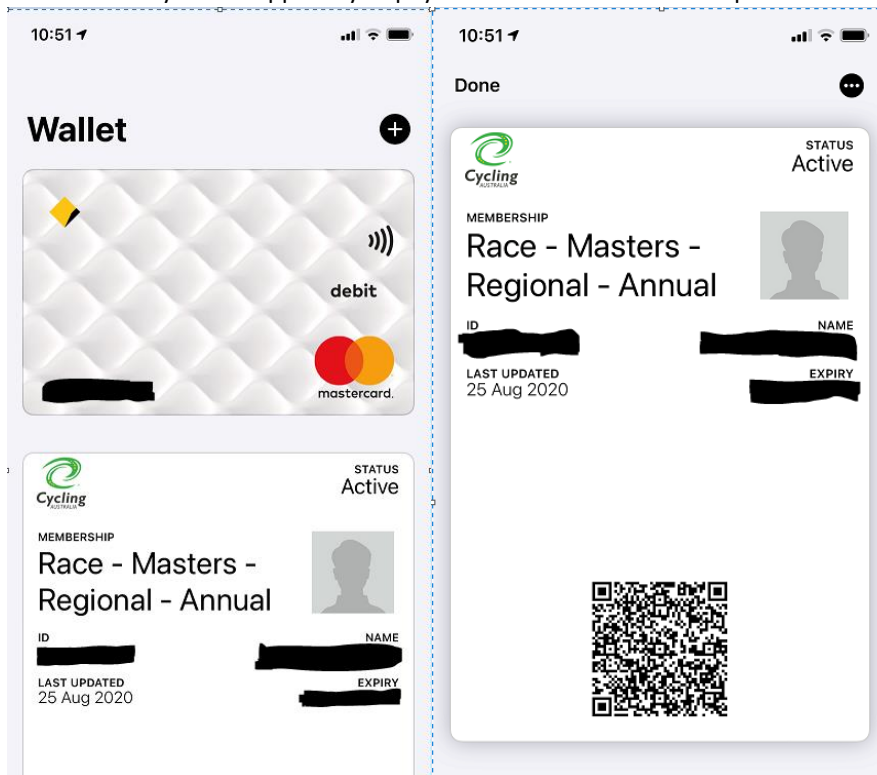 10:51
Wallet
debit
mastercard.
Cycling
AUSTRALIA
STATUS
Active
MEMBERSHIP
Race - Masters -
Regional - Annual
ID
NAME
LAST UPDATED
25 Aug 2020
EXPIRY
10:51
Done
Cycling
AUSTRALIA
STATUS
Active
MEMBERSHIP
Race - Masters -
Regional - Annual
ID
NAME
LAST UPDATED
25 Aug 2020
EXPIRY